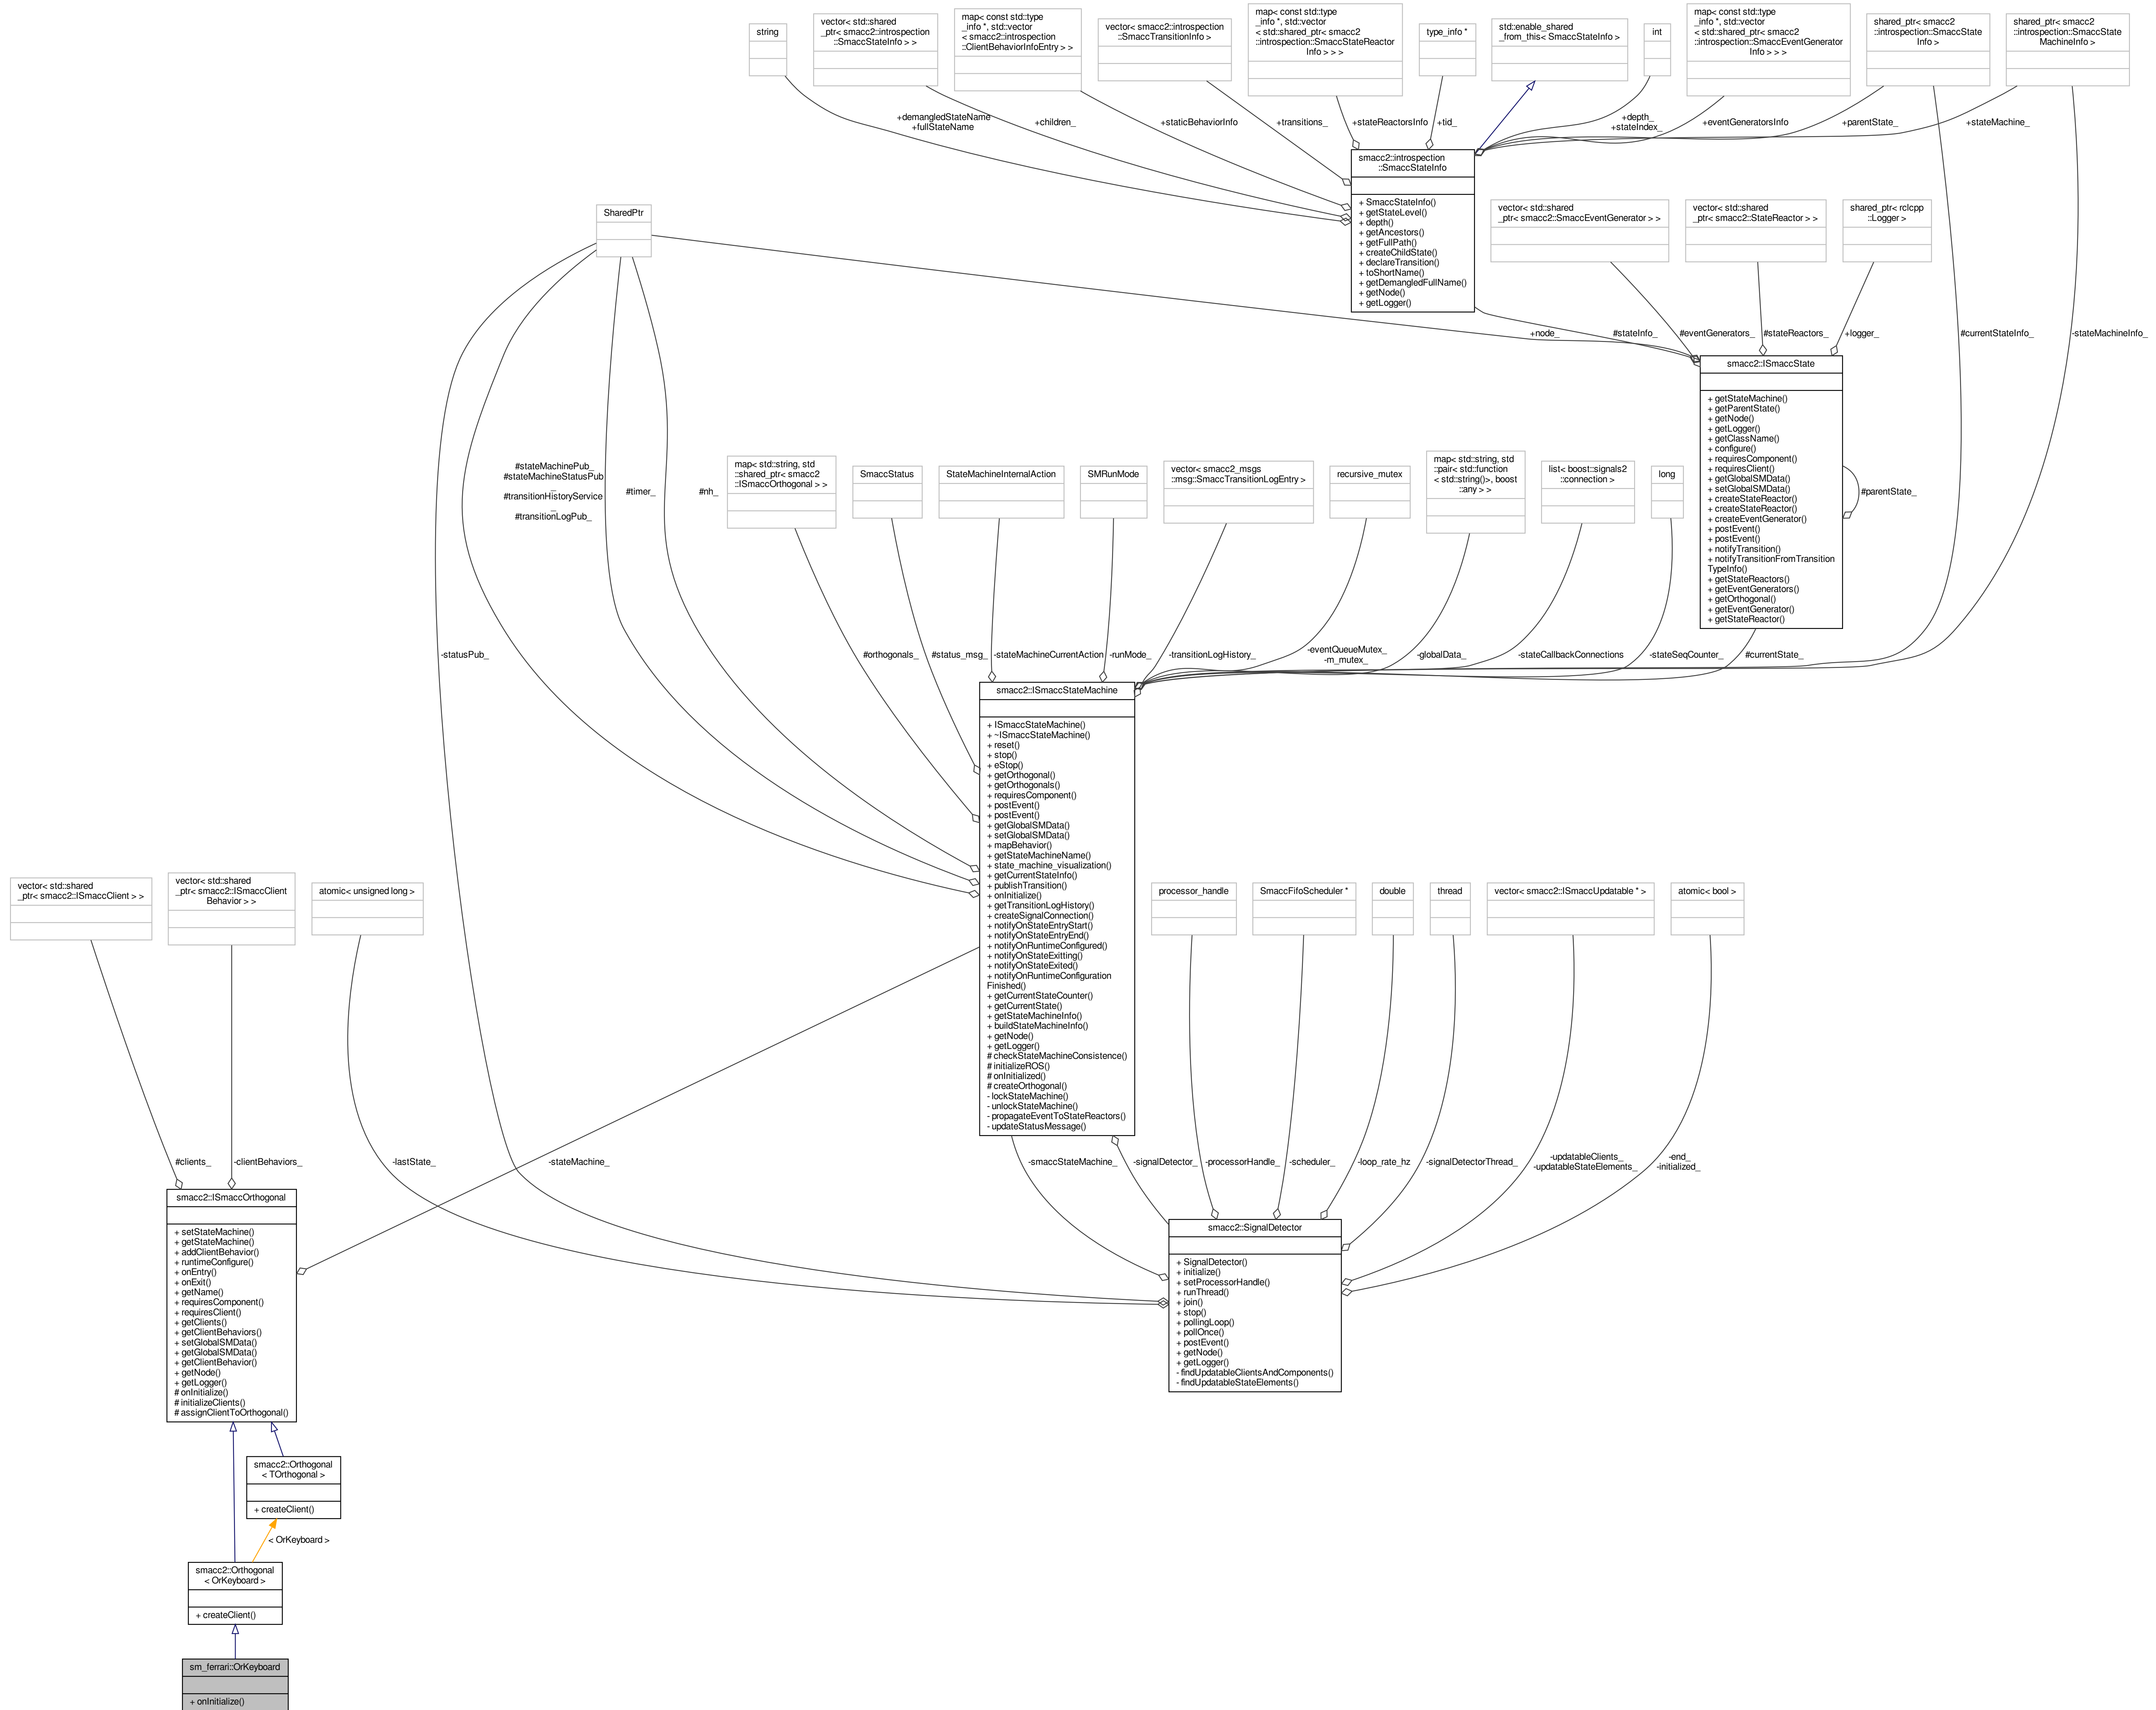 string
vector< std::shared
_ptr< smacc2::introspection
::SmaccStateInfo > >
map< const std::type
_info *, std::vector
< smacc2::introspection
::ClientBehaviorInfoEntry > >
vector< smacc2::introspection
::SmaccTransitionInfo >
map< const std::type
_info *, std::vector
< std::shared_ptr< smacc2
::introspection::SmaccStateReactor
Info > > >
type_info *
std::enable_shared
_from_this< SmaccStateInfo >
int
map< const std::type
_info *, std::vector
< std::shared_ptr< smacc2
::introspection::SmaccEventGenerator
Info > > >
shared_ptr< smacc2
::introspection::SmaccState
Info >
shared_ptr< smacc2
::introspection::SmaccState
MachineInfo >
+demangledStateName
+fullStateName
+children_
+staticBehaviorInfo
+transitions_
+stateReactorsInfo
+tid_
+depth_
+stateIndex_
+eventGeneratorsInfo
+parentState_
+stateMachine_
smacc2::introspection
::SmaccStateInfo
+ SmaccStateInfo()
+ getStateLevel()
+ depth()
+ getAncestors()
+ getFullPath()
+ createChildState()
+ declareTransition()
+ toShortName()
+ getDemangledFullName()
+ getNode()
+ getLogger()
SharedPtr
vector< std::shared
_ptr< smacc2::SmaccEventGenerator > >
vector< std::shared
_ptr< smacc2::StateReactor > >
shared_ptr< rclcpp
::Logger >
+node_
#stateInfo_
#eventGenerators_
#stateReactors_
+logger_
#currentStateInfo_
-stateMachineInfo_
smacc2::ISmaccState
+ getStateMachine()
+ getParentState()
+ getNode()
+ getLogger()
+ getClassName()
+ configure()
+ requiresComponent()
+ requiresClient()
+ getGlobalSMData()
+ setGlobalSMData()
+ createStateReactor()
+ createStateReactor()
+ createEventGenerator()
+ postEvent()
+ postEvent()
+ notifyTransition()
+ notifyTransitionFromTransition
TypeInfo()
+ getStateReactors()
+ getEventGenerators()
+ getOrthogonal()
+ getEventGenerator()
+ getStateReactor()
#parentState_
#stateMachinePub_
#stateMachineStatusPub
_
#transitionHistoryService
_
#transitionLogPub_
#timer_
#nh_
map< std::string, std
::shared_ptr< smacc2
::ISmaccOrthogonal > >
SmaccStatus
StateMachineInternalAction
SMRunMode
vector< smacc2_msgs
::msg::SmaccTransitionLogEntry >
recursive_mutex
map< std::string, std
::pair< std::function
< std::string()>, boost
::any > >
list< boost::signals2
::connection >
long
-statusPub_
#orthogonals_
#status_msg_
-stateMachineCurrentAction
-runMode_
-transitionLogHistory_
-eventQueueMutex_
-m_mutex_
-globalData_
-stateCallbackConnections
-stateSeqCounter_
#currentState_
smacc2::ISmaccStateMachine
+ ISmaccStateMachine()
+ ~ISmaccStateMachine()
+ reset()
+ stop()
+ eStop()
+ getOrthogonal()
+ getOrthogonals()
+ requiresComponent()
+ postEvent()
+ postEvent()
+ getGlobalSMData()
+ setGlobalSMData()
+ mapBehavior()
+ getStateMachineName()
+ state_machine_visualization()
+ getCurrentStateInfo()
+ publishTransition()
+ onInitialize()
+ getTransitionLogHistory()
+ createSignalConnection()
+ notifyOnStateEntryStart()
+ notifyOnStateEntryEnd()
+ notifyOnRuntimeConfigured()
+ notifyOnStateExitting()
+ notifyOnStateExited()
+ notifyOnRuntimeConfiguration
Finished()
+ getCurrentStateCounter()
+ getCurrentState()
+ getStateMachineInfo()
+ buildStateMachineInfo()
+ getNode()
+ getLogger()
# checkStateMachineConsistence()
# initializeROS()
# onInitialized()
# createOrthogonal()
- lockStateMachine()
- unlockStateMachine()
- propagateEventToStateReactors()
- updateStatusMessage()
vector< std::shared
_ptr< smacc2::ISmaccClient > >
vector< std::shared
_ptr< smacc2::ISmaccClient
Behavior > >
atomic< unsigned long >
processor_handle
SmaccFifoScheduler *
double
thread
vector< smacc2::ISmaccUpdatable * >
atomic< bool >
#clients_
-clientBehaviors_
-lastState_
-stateMachine_
-smaccStateMachine_
-signalDetector_
-processorHandle_
-scheduler_
-loop_rate_hz
-signalDetectorThread_
-updatableClients_
-updatableStateElements_
-end_
-initialized_
smacc2::ISmaccOrthogonal
+ setStateMachine()
+ getStateMachine()
+ addClientBehavior()
+ runtimeConfigure()
+ onEntry()
+ onExit()
+ getName()
+ requiresComponent()
+ requiresClient()
+ getClients()
+ getClientBehaviors()
+ setGlobalSMData()
+ getGlobalSMData()
+ getClientBehavior()
+ getNode()
+ getLogger()
# onInitialize()
# initializeClients()
# assignClientToOrthogonal()
smacc2::SignalDetector
+ SignalDetector()
+ initialize()
+ setProcessorHandle()
+ runThread()
+ join()
+ stop()
+ pollingLoop()
+ pollOnce()
+ postEvent()
+ getNode()
+ getLogger()
- findUpdatableClientsAndComponents()
- findUpdatableStateElements()
smacc2::Orthogonal
< TOrthogonal >
+ createClient()
< OrKeyboard >
smacc2::Orthogonal
< OrKeyboard >
+ createClient()
sm_ferrari::OrKeyboard
+ onInitialize()